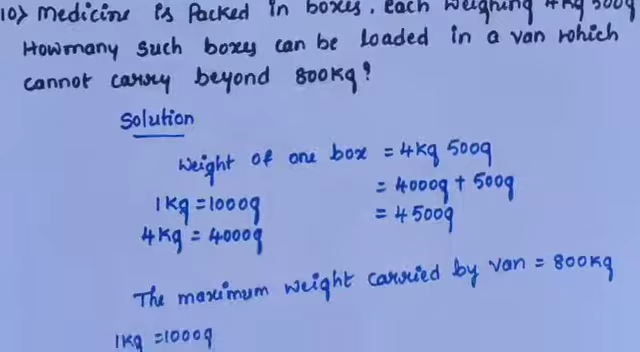 10) Medicine is Packed in boxes, each weighing 4kg 500g
Howmany such boxes can be loaded in a van which
cannot carry beyond 800kg?
Solution
Weight of one box = 4kg 500g
1kg = 1000g = 4000g + 500g
4kg = 4000g = 4500g
The maximum weight carried by van = 800kg
1kg = 1000g